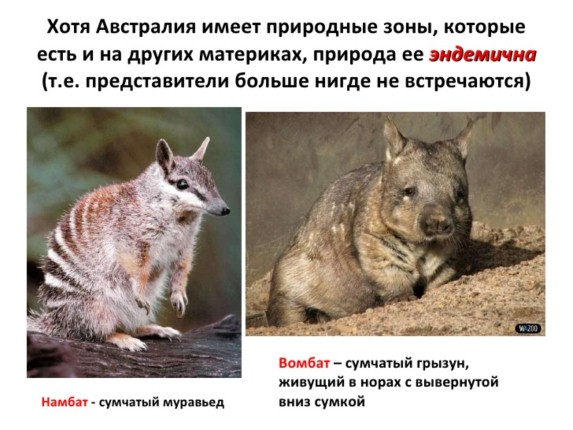 Хотя Австралия имеет природные зоны, которые
есть и на других материках, природа ее эндемична
(т.е. представители больше нигде не встречаются)
Намбат - сумчатый муравьед
Вомбат – сумчатый грызун,
живущий в норах с вывернутой
вниз сумкой